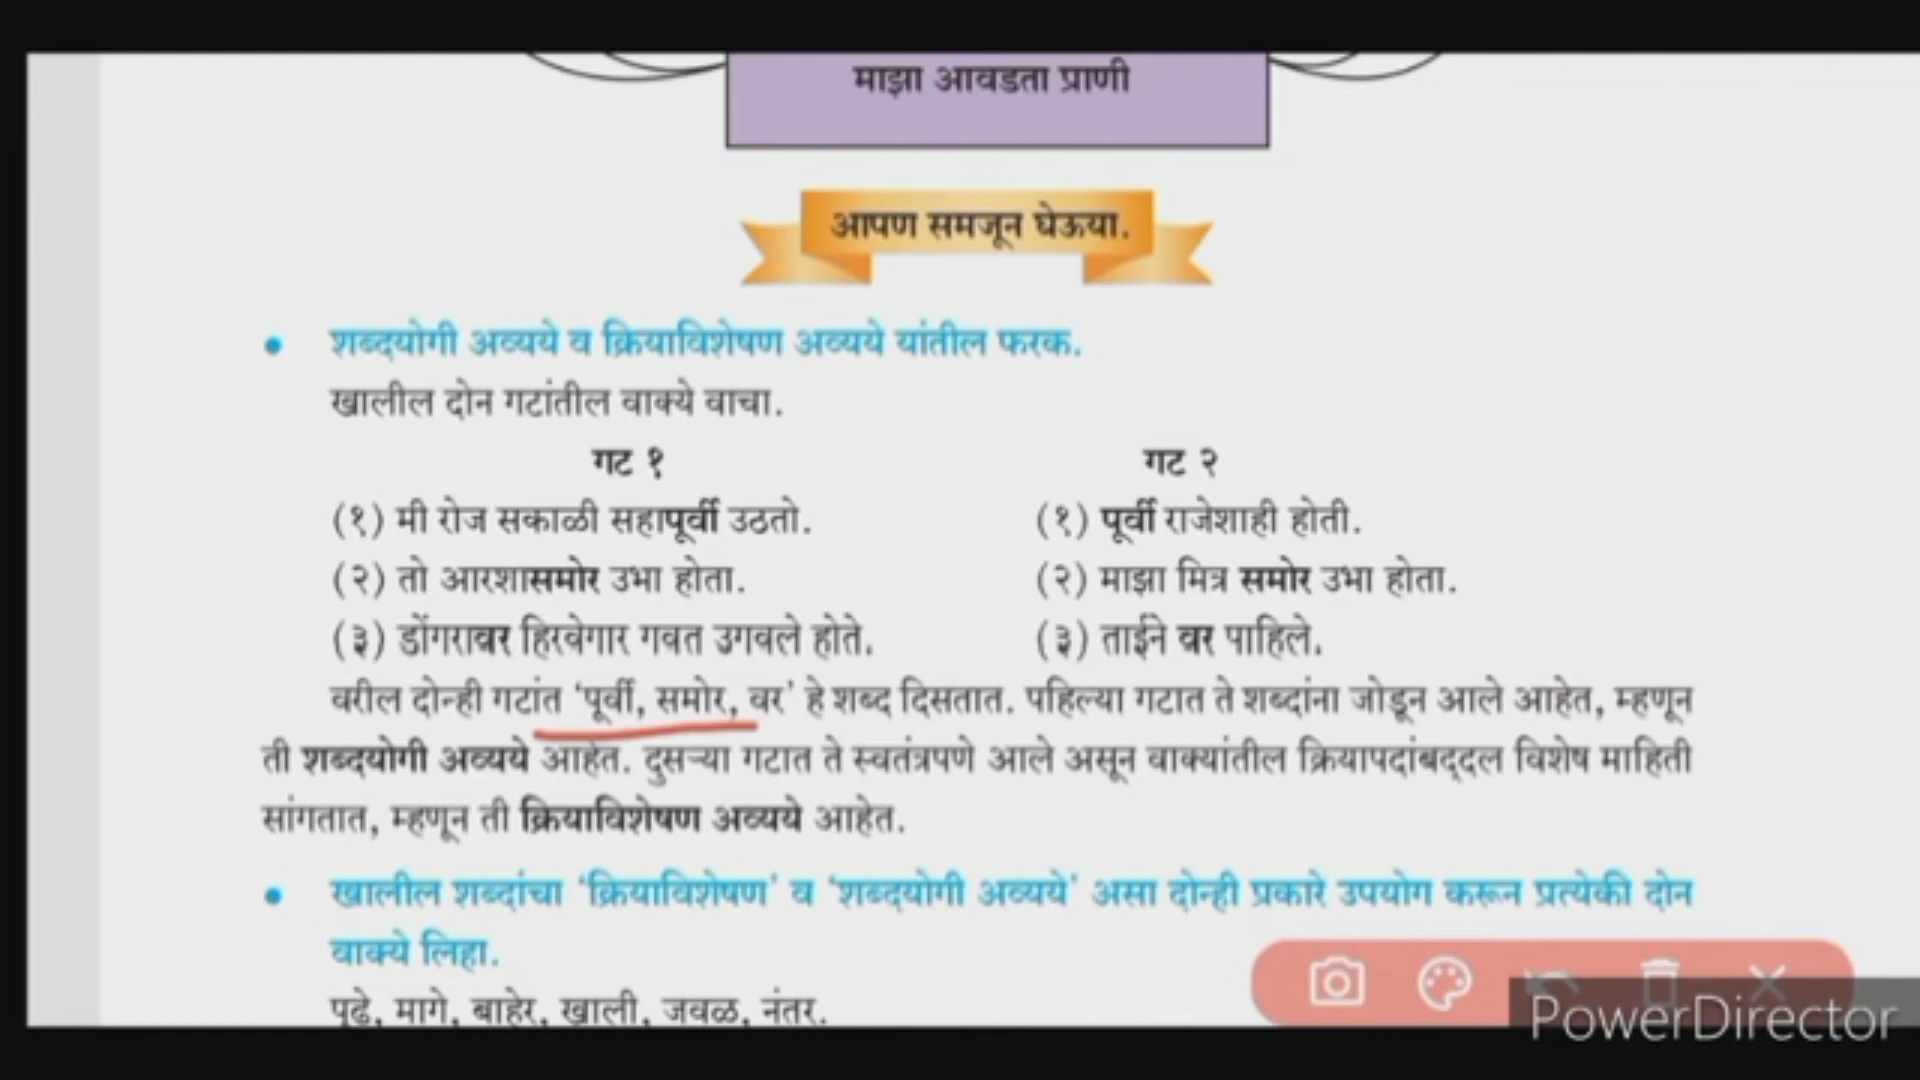 माझा आवडता प्राणी
आपण समजून घेऊया.
• शब्दयोगी अव्यये व क्रियाविशेषण अव्यये यांतील फरक.
खालील दोन गटांतील वाक्ये वाचा.
गट १ गट २
(१) मी रोज सकाळी सहापूर्वी उठतो. (१) पूर्वी राजेशाही होती.
(२) तो आरशासमोर उभा होता. (२) माझा मित्र समोर उभा होता.
(३) डोंगरावर हिरवेगार गवत उगवले होते. (३) ताईने वर पाहिले.
वरील दोन्ही गटांत ‘पूर्वी, समोर, वर’ हे शब्द दिसतात. पहिल्या गटात ते शब्दांना जोडून आले आहेत, म्हणून
ती शब्दयोगी अव्यये आहेत. दुसऱ्या गटात ते स्वतंत्रपणे आले असून वाक्यांतील क्रियापदांबद्दल विशेष माहिती
सांगतात, म्हणून ती क्रियाविशेषण अव्यये आहेत.
• खालील शब्दांचा ‘क्रियाविशेषण’ व ‘शब्दयोगी अव्यये’ असा दोन्ही प्रकारे उपयोग करून प्रत्येकी दोन
वाक्ये लिहा.
पुढे, मागे, बाहेर, खाली, जवळ, नंतर.
PowerDirector